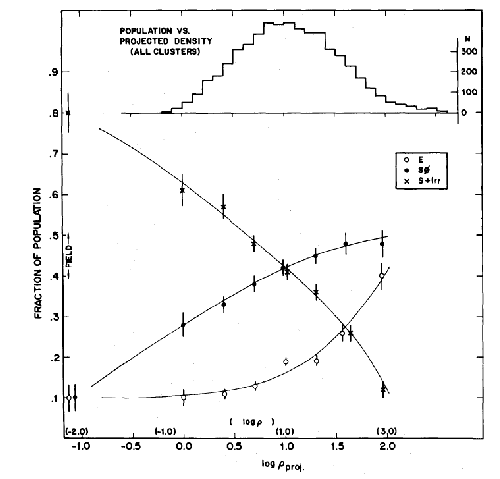 POPULATION VS.
PROJECTED DENSITY
(ALL CLUSTERS)
N
300
200
100
0
.9
.8
.7
.6
.5
.4
.3
.2
.1
FRACTION OF POPULATION
FIELD
E
SØ
S+Irr
(-2.0) (-1.0) ( log ρ ) (1.0) (3.0)
-1.0 -0.5 0.0 0.5 1.0 1.5 2.0
log ρproj.